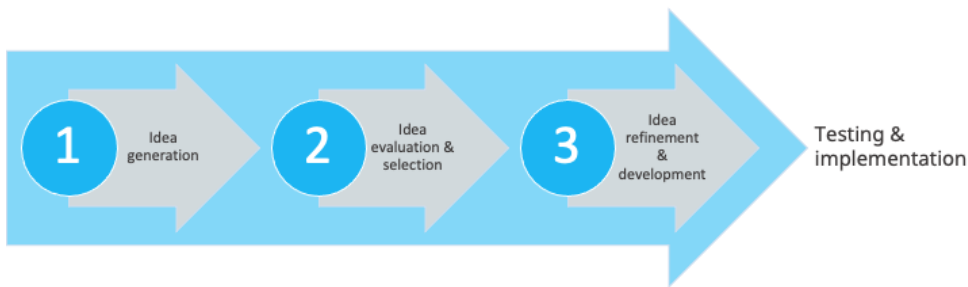 1
Idea
generation
2
Idea
evaluation &
selection
3
Idea
refinement
&
development
Testing &
implementation